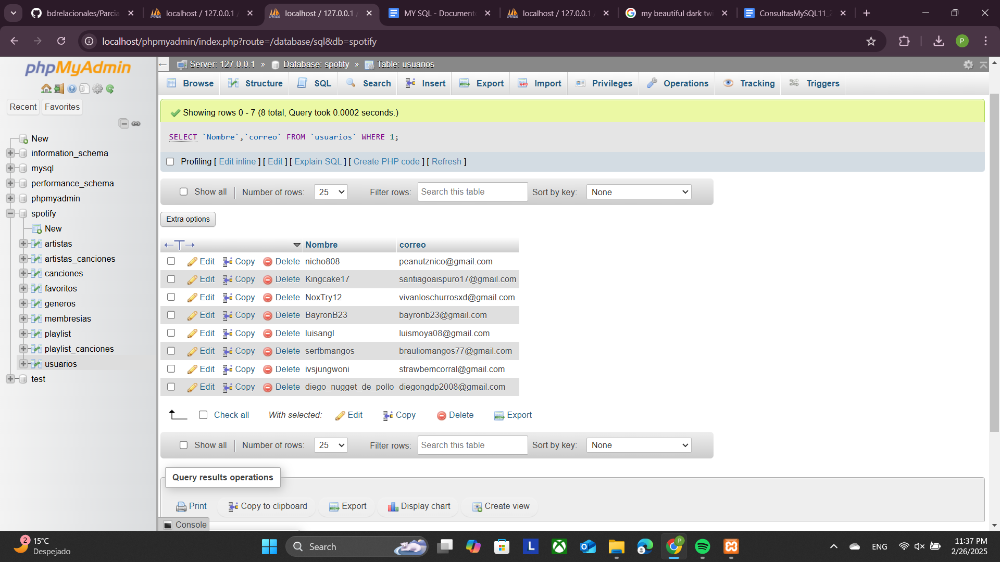 bdrelacionales/Parcia
localhost / 127.0.0.1 /
localhost / 127.0.0.1 /
MY SQL - Document
localhost / 127.0.0.1 /
my beautiful dark tw
ConsultasMySQL11_
localhost/phpmyadmin/index.php?route=/database/sql&db=spotify
P
phpMyAdmin
Recent
Favorites
New
information_schema
mysql
performance_schema
phpmyadmin
spotify
New
artistas
artistas_canciones
canciones
favoritos
generos
membresias
playlist
playlist_canciones
usuarios
test
Server: 127.0.0.1 » Database: spotify » Table: usuarios
Browse Structure SQL Search Insert Export Import Privileges Operations Tracking Triggers
Showing rows 0 - 7 (8 total, Query took 0.0002 seconds.)
SELECT `Nombre`,`correo` FROM `usuarios` WHERE 1;
Profiling [ Edit inline ] [ Edit ] [ Explain SQL ] [ Create PHP code ] [ Refresh ]
Show all Number of rows: 25 Filter rows: Search this table Sort by key: None
Extra options
Nombre correo
Edit Copy Delete nicho808 peanutznico@gmail.com
Edit Copy Delete Kingcake17 santiagoaispuro17@gmail.com
Edit Copy Delete NoxTry12 vivanloschurrosxd@gmail.com
Edit Copy Delete BayronB23 bayronb23@gmail.com
Edit Copy Delete luisangl luismoya08@gmail.com
Edit Copy Delete serfbmangos brauliomangos77@gmail.com
Edit Copy Delete ivsjungwoni strawbemcorral@gmail.com
Edit Copy Delete diego_nugget_de_pollo diegongdp2008@gmail.com
Check all With selected: Edit Copy Delete Export
Show all Number of rows: 25 Filter rows: Search this table Sort by key: None
Query results operations
Print Copy to clipboard Export Display chart Create view
Console
2
15°C
Despejado
Search
L
P
ENG
11:37 PM
2/26/2025